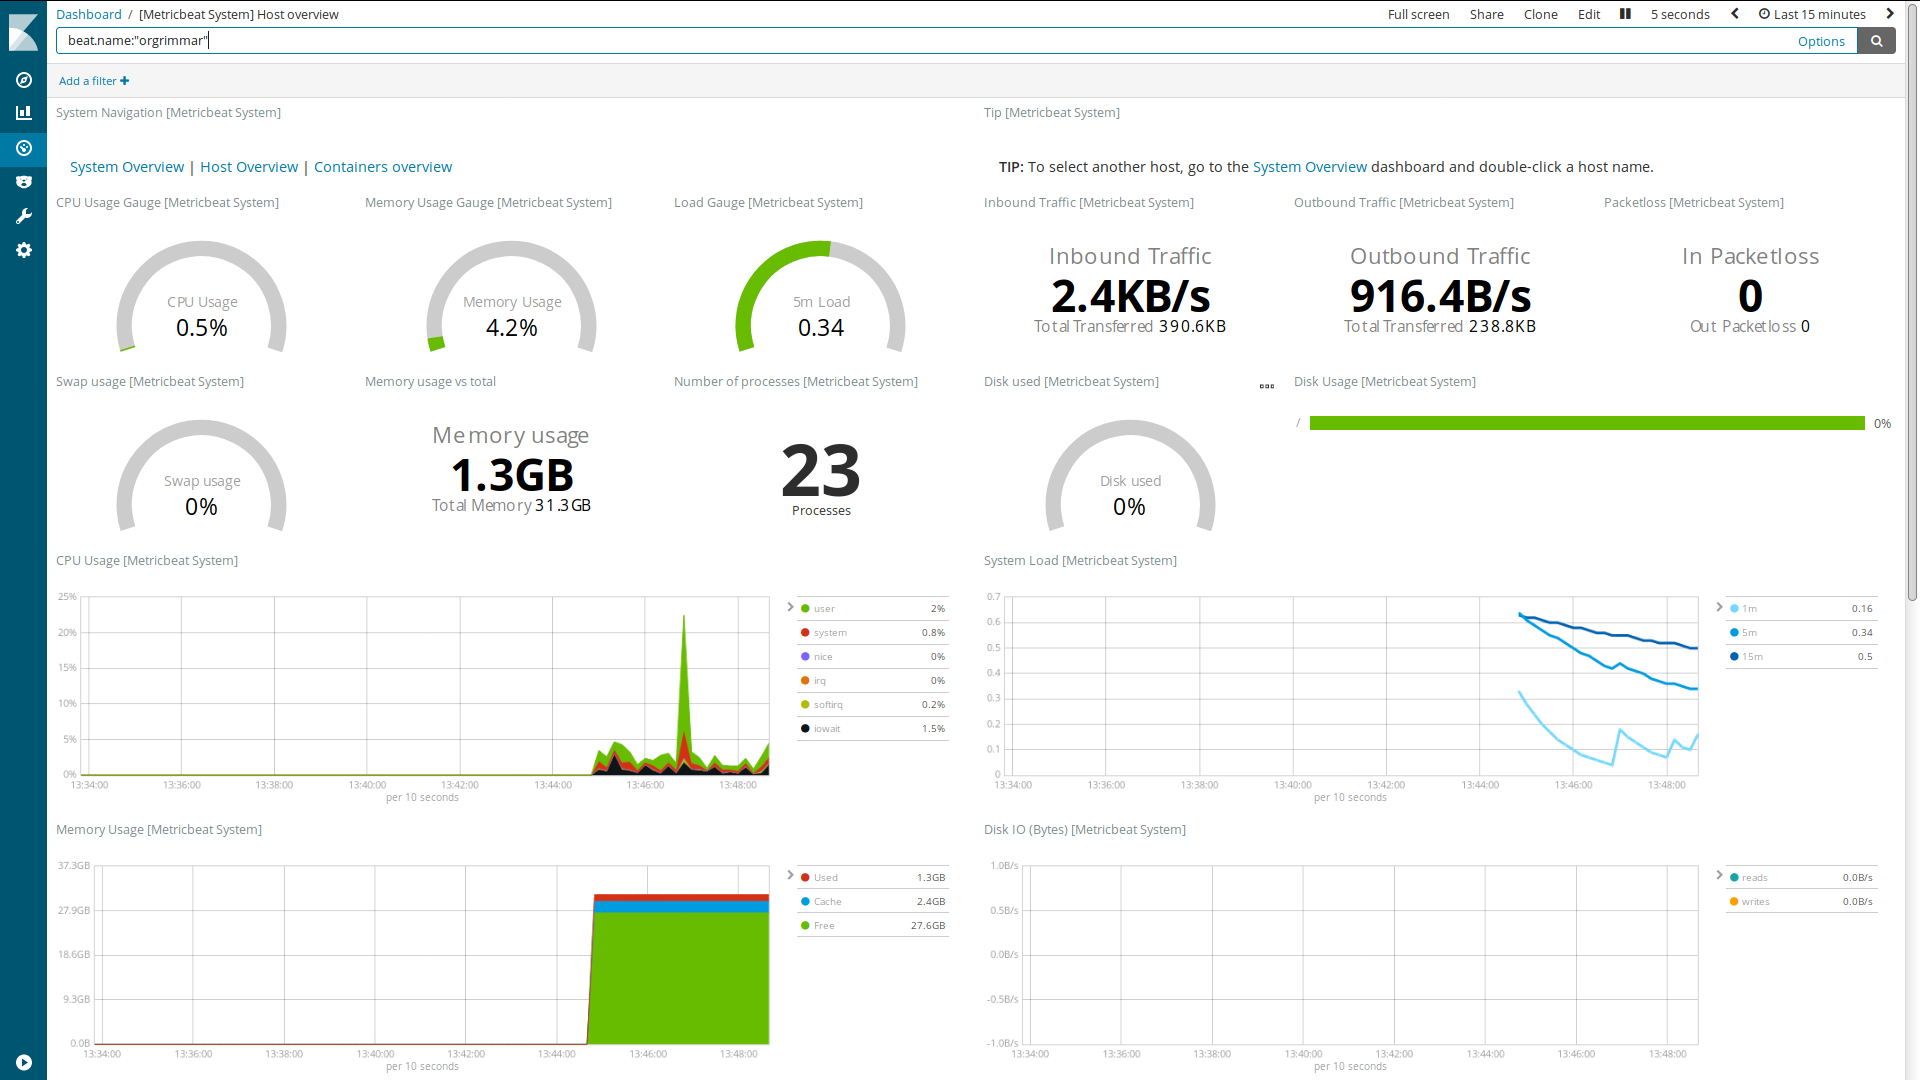 Dashboard / [Metricbeat System] Host overview
Full screen Share Clone Edit 5 seconds Last 15 minutes
beat.name:"orgrimmar"
Options
Add a filter +
System Navigation [Metricbeat System]
Tip [Metricbeat System]
System Overview | Host Overview | Containers overview
TIP: To select another host, go to the System Overview dashboard and double-click a host name.
CPU Usage Gauge [Metricbeat System]
Memory Usage Gauge [Metricbeat System]
Load Gauge [Metricbeat System]
Inbound Traffic [Metricbeat System]
Outbound Traffic [Metricbeat System]
Packetloss [Metricbeat System]
CPU Usage
0.5%
Memory Usage
4.2%
5m Load
0.34
Inbound Traffic
2.4KB/s
Total Transferred 390.6KB
Outbound Traffic
916.4B/s
Total Transferred 238.8KB
In Packetloss
0
Out Packetloss 0
Swap usage [Metricbeat System]
Memory usage vs total
Number of processes [Metricbeat System]
Disk used [Metricbeat System]
Disk Usage [Metricbeat System]
Swap usage
0%
Memory usage
1.3GB
Total Memory 31.3GB
23
Processes
Disk used
0%
/ 0%
CPU Usage [Metricbeat System]
25%
20%
15%
10%
5%
0%
13:34:00 13:36:00 13:38:00 13:40:00 13:42:00 13:44:00 13:46:00 13:48:00
per 10 seconds
user 2%
system 0.8%
nice 0%
irq 0%
softirq 0.2%
iowait 1.5%
System Load [Metricbeat System]
0.7
0.6
0.5
0.4
0.3
0.2
0.1
0
13:34:00 13:36:00 13:38:00 13:40:00 13:42:00 13:44:00 13:46:00 13:48:00
per 10 seconds
1m 0.16
5m 0.34
15m 0.5
Memory Usage [Metricbeat System]
37.3GB
27.9GB
18.6GB
9.3GB
0.0B
13:34:00 13:36:00 13:38:00 13:40:00 13:42:00 13:44:00 13:46:00 13:48:00
per 10 seconds
Used 1.3GB
Cache 2.4GB
Free 27.6GB
Disk IO (Bytes) [Metricbeat System]
1.0B/s
0.5B/s
0.0B/s
-0.5B/s
-1.0B/s
13:34:00 13:36:00 13:38:00 13:40:00 13:42:00 13:44:00 13:46:00 13:48:00
per 10 seconds
reads 0.0B/s
writes 0.0B/s